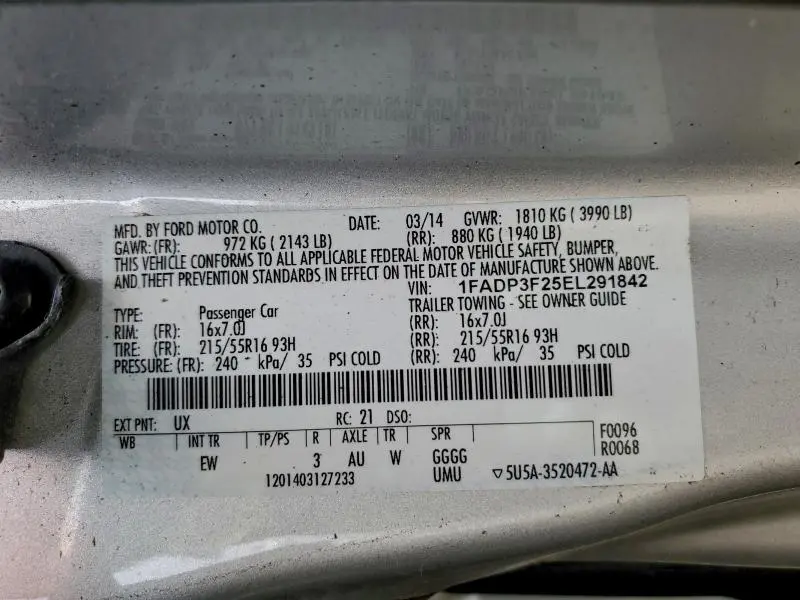 MFD. BY FORD MOTOR CO. DATE: 03/14 GVWR: 1810 KG ( 3990 LB)
GAWR: (FR): 972 KG ( 2143 LB) (RR): 880 KG ( 1940 LB)
THIS VEHICLE CONFORMS TO ALL APPLICABLE FEDERAL MOTOR VEHICLE SAFETY, BUMPER,
AND THEFT PREVENTION STANDARDS IN EFFECT ON THE DATE OF MANUFACTURE SHOWN ABOVE.
VIN: 1FADP3F25EL291842
TYPE: Passenger Car TRAILER TOWING - SEE OWNER GUIDE
RIM: (FR): 16x7.0J (RR): 16x7.0J
TIRE: (FR): 215/55R16 93H (RR): 215/55R16 93H
PRESSURE: (FR): 240 kPa/ 35 PSI COLD (RR): 240 kPa/ 35 PSI COLD
EXT PNT: UX RC: 21 DSO:
WB INT TR TP/PS R AXLE TR SPR F0096
EW 3 AU W GGGG R0068
1201403127233 UMU ▽5U5A-3520472-AA